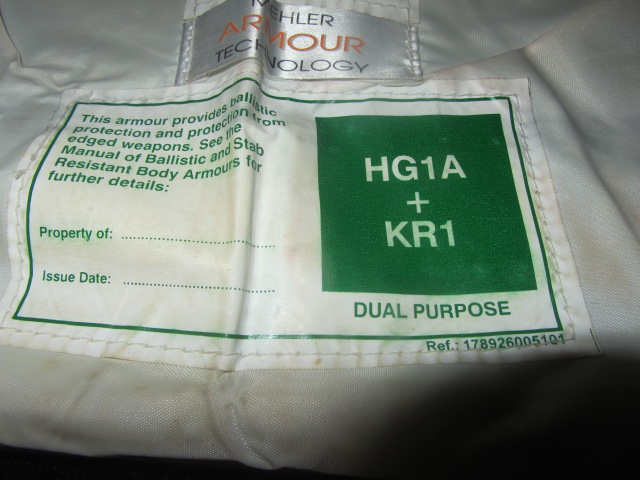 MEHLER
ARMOUR
TECHNOLOGY
This armour provides ballistic
protection and protection from
edged weapons. See the
Manual of Ballistic and Stab
Resistant Body Armours for
further details:
Property of: ........................................
Issue Date: ........................................
HG1A
+
KR1
DUAL PURPOSE
Ref.: 178926005101